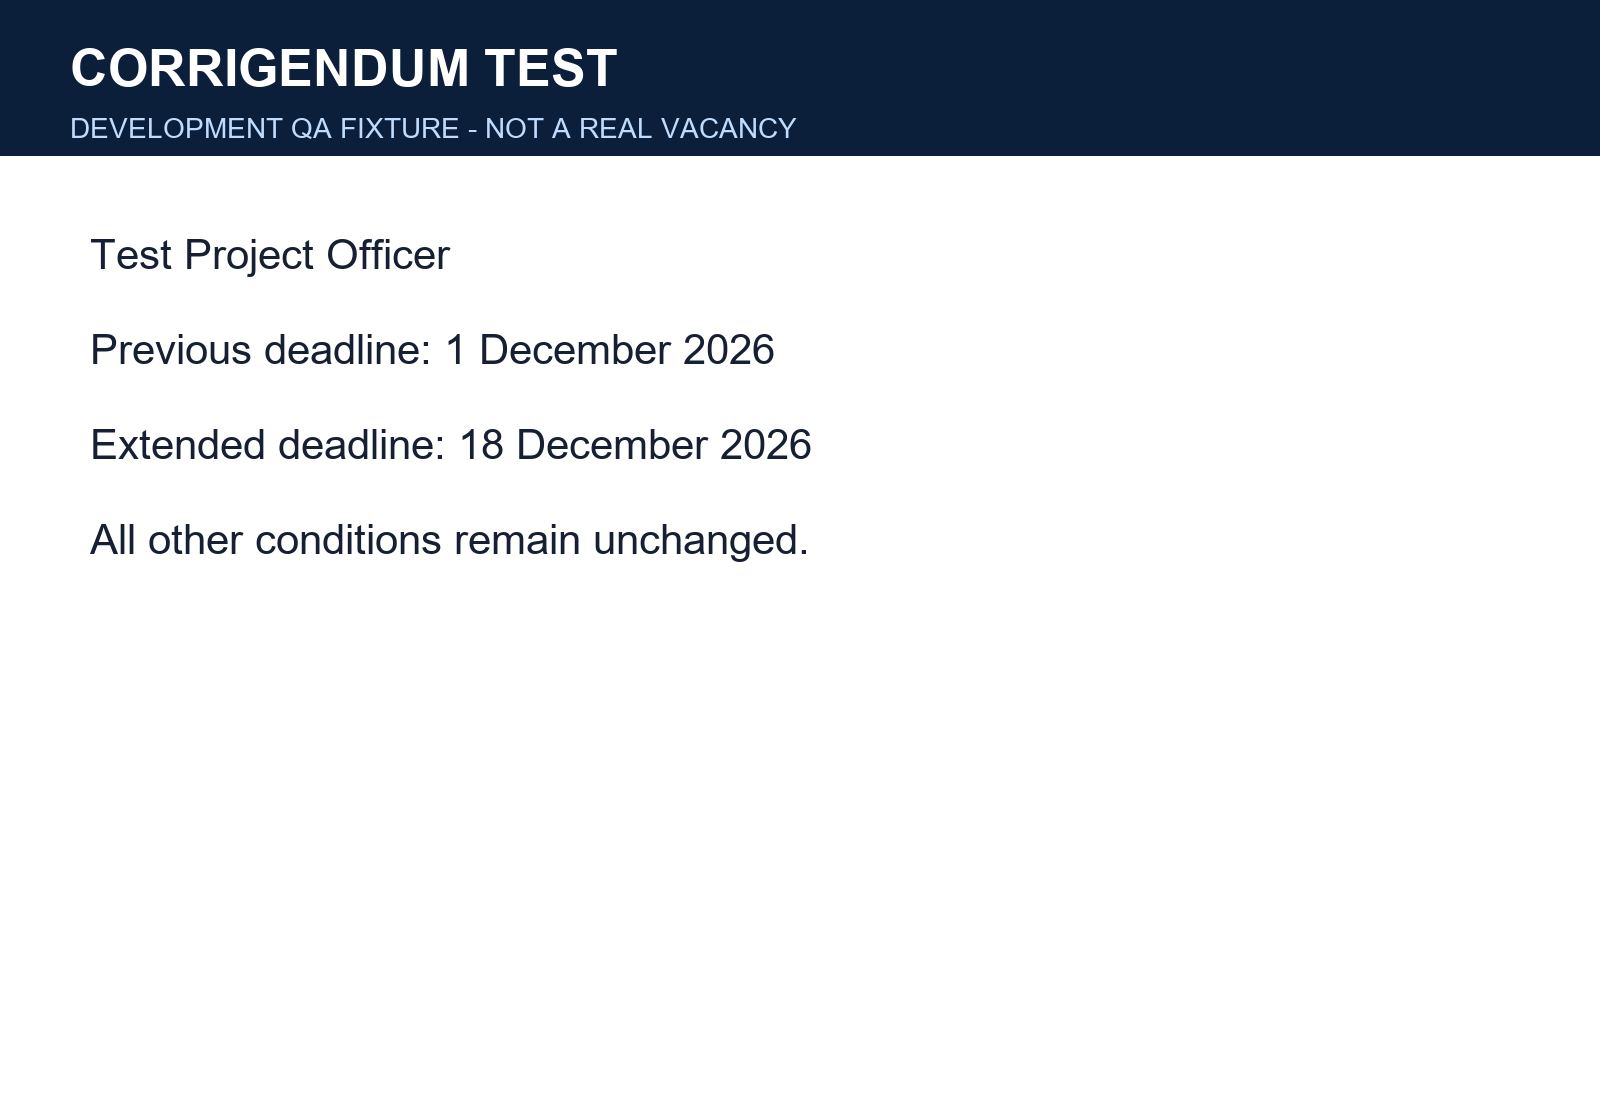 CORRIGENDUM TEST
DEVELOPMENT QA FIXTURE - NOT A REAL VACANCY
Test Project Officer
Previous deadline: 1 December 2026
Extended deadline: 18 December 2026
All other conditions remain unchanged.